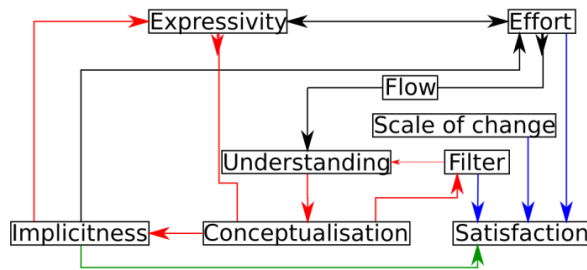 Expressivity
Effort
Flow
Scale of change
Understanding
Filter
Implicitness
Conceptualisation
Satisfaction